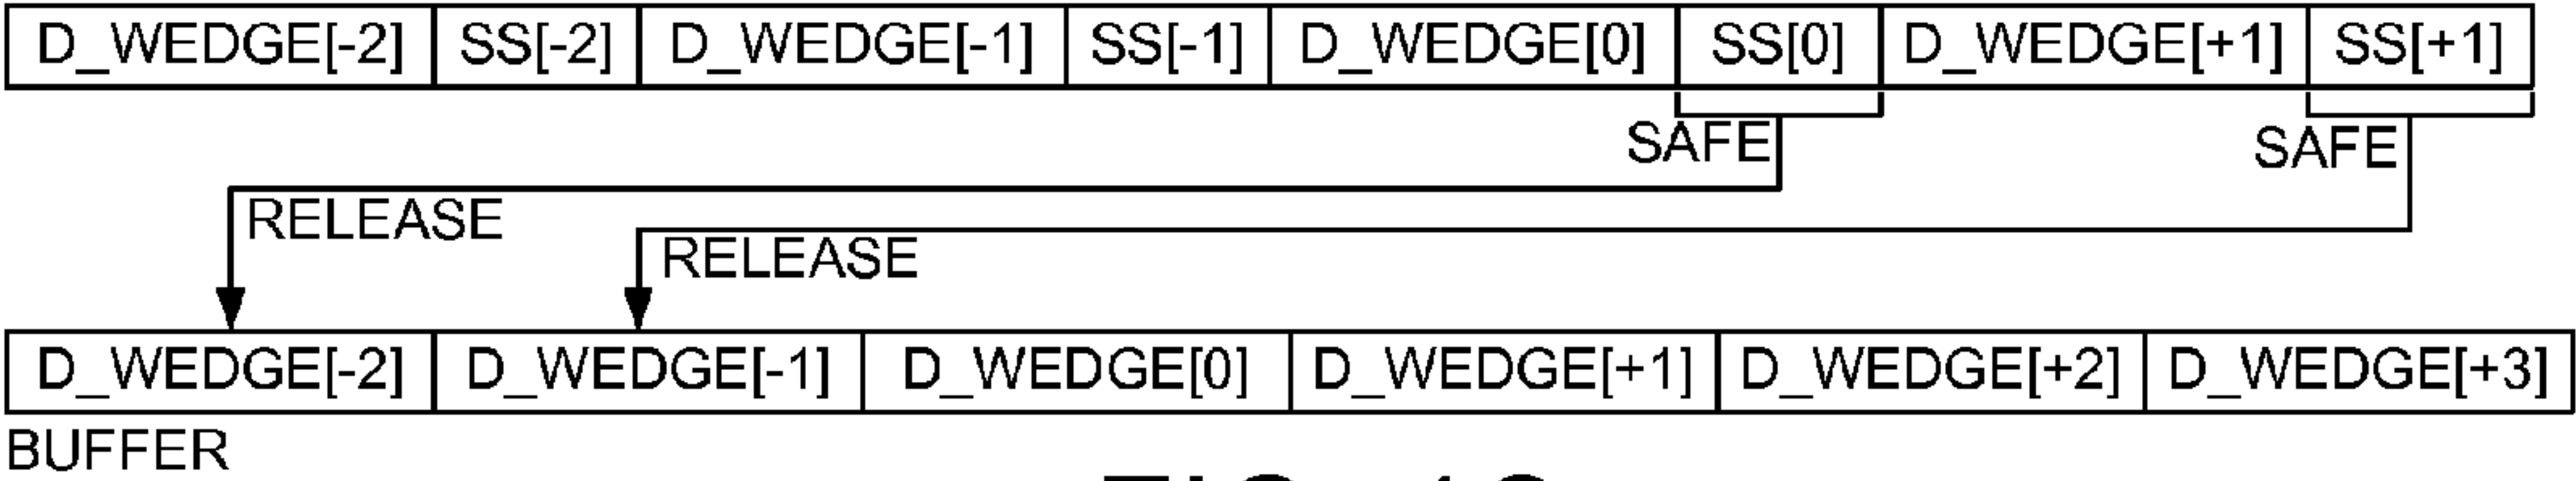 D_WEDGE[-2] SS[-2] D_WEDGE[-1] SS[-1] D_WEDGE[0] SS[0] D_WEDGE[+1] SS[+1]
SAFE SAFE
RELEASE
RELEASE
D_WEDGE[-2] D_WEDGE[-1] D_WEDGE[0] D_WEDGE[+1] D_WEDGE[+2] D_WEDGE[+3]
BUFFER